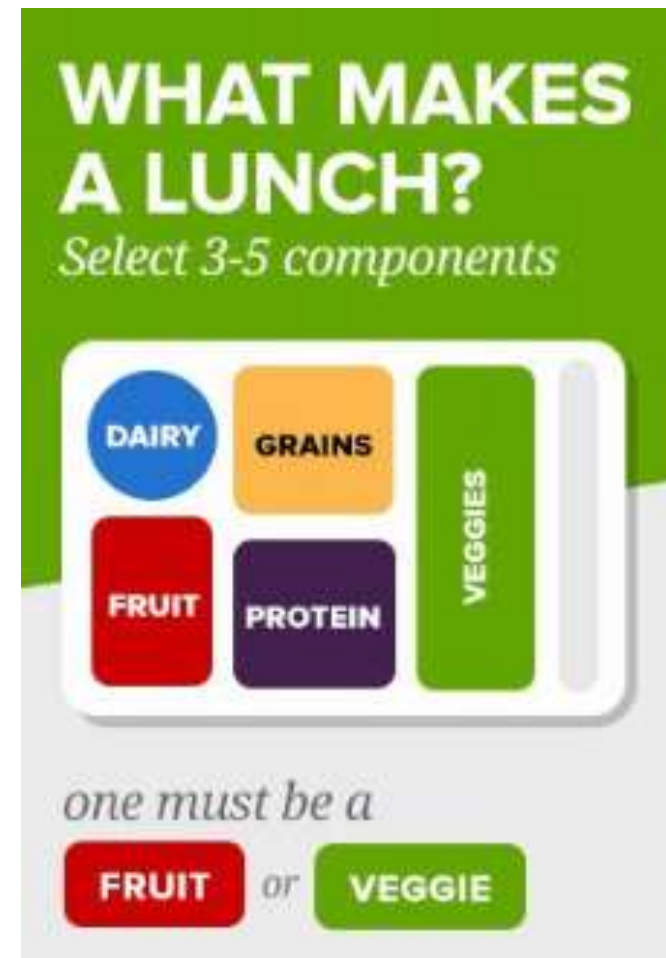 WHAT MAKES
A LUNCH?
Select 3-5 components
DAIRY
GRAINS
VEGGIES
FRUIT
PROTEIN
one must be a
FRUIT or VEGGIE